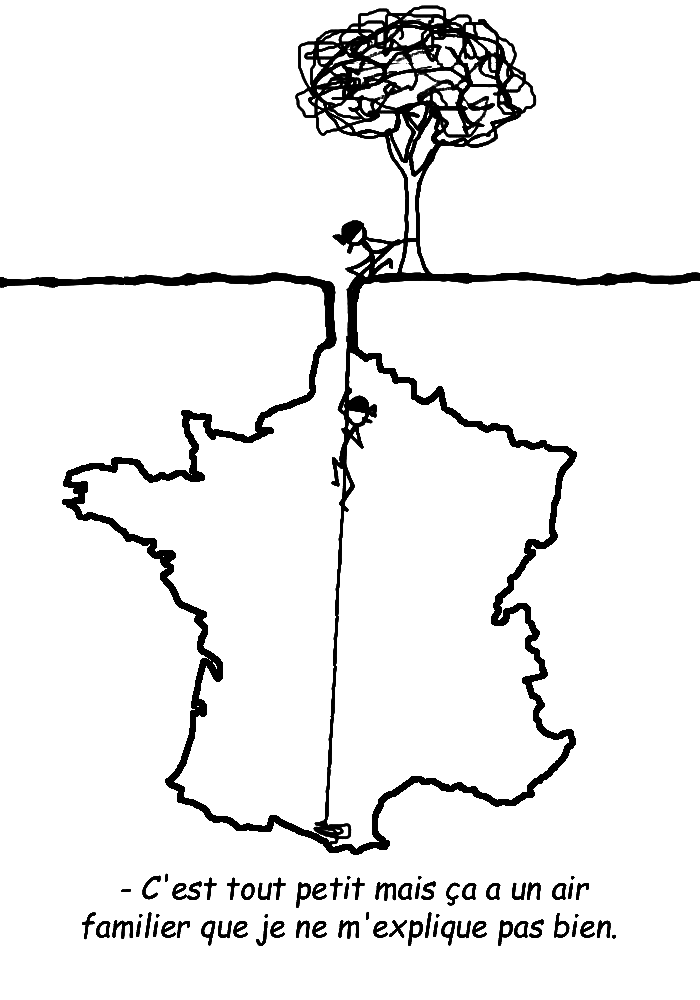 - C'est tout petit mais ça a un air
familier que je ne m'explique pas bien.